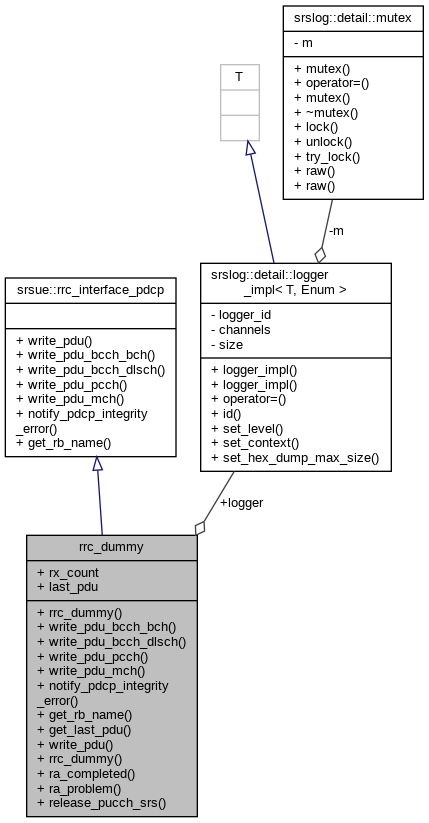 srslog::detail::mutex
- m
+ mutex()
+ operator=()
+ mutex()
+ ~mutex()
+ lock()
+ unlock()
+ try_lock()
+ raw()
+ raw()
T
-m
srslog::detail::logger
_impl< T, Enum >
- logger_id
- channels
- size
+ logger_impl()
+ logger_impl()
+ operator=()
+ id()
+ set_level()
+ set_context()
+ set_hex_dump_max_size()
srsue::rrc_interface_pdcp
+ write_pdu()
+ write_pdu_bcch_bch()
+ write_pdu_bcch_dlsch()
+ write_pdu_pcch()
+ write_pdu_mch()
+ notify_pdcp_integrity
_error()
+ get_rb_name()
+logger
rrc_dummy
+ rx_count
+ last_pdu
+ rrc_dummy()
+ write_pdu_bcch_bch()
+ write_pdu_bcch_dlsch()
+ write_pdu_pcch()
+ write_pdu_mch()
+ notify_pdcp_integrity
_error()
+ get_rb_name()
+ get_last_pdu()
+ write_pdu()
+ rrc_dummy()
+ ra_completed()
+ ra_problem()
+ release_pucch_srs()